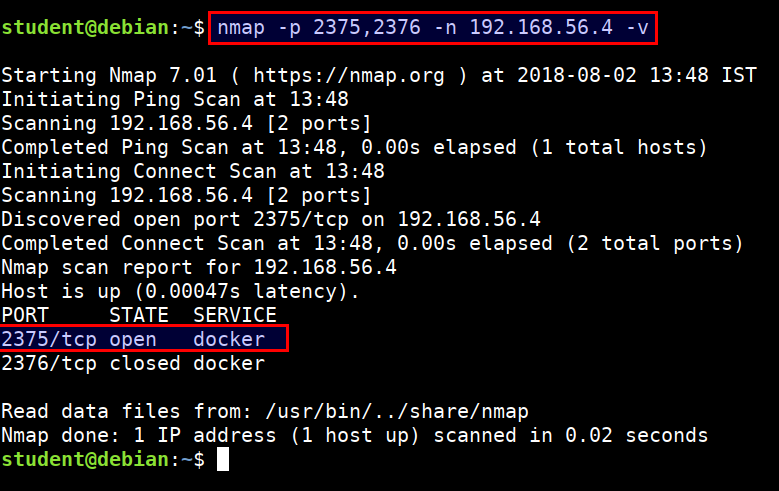 student@debian:~$ nmap -p 2375,2376 -n 192.168.56.4 -v
Starting Nmap 7.01 ( https://nmap.org ) at 2018-08-02 13:48 IST
Initiating Ping Scan at 13:48
Scanning 192.168.56.4 [2 ports]
Completed Ping Scan at 13:48, 0.00s elapsed (1 total hosts)
Initiating Connect Scan at 13:48
Scanning 192.168.56.4 [2 ports]
Discovered open port 2375/tcp on 192.168.56.4
Completed Connect Scan at 13:48, 0.00s elapsed (2 total ports)
Nmap scan report for 192.168.56.4
Host is up (0.00047s latency).
PORT     STATE  SERVICE
2375/tcp open   docker
2376/tcp closed docker
Read data files from: /usr/bin/../share/nmap
Nmap done: 1 IP address (1 host up) scanned in 0.02 seconds
student@debian:~$